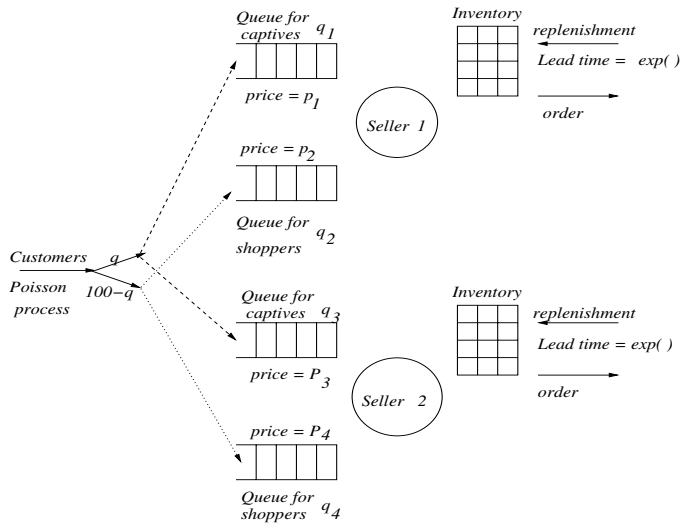 Queue for
captives q1
price = p1
Seller 1
Inventory
replenishment
Lead time = exp( )
order
price = p2
Queue for q2
shoppers
Customers
q
100-q
Poisson
process
Queue for
captives q3
price = P3
Seller 2
Inventory
replenishment
Lead time = exp( )
order
price = P4
Queue for
shoppers q4